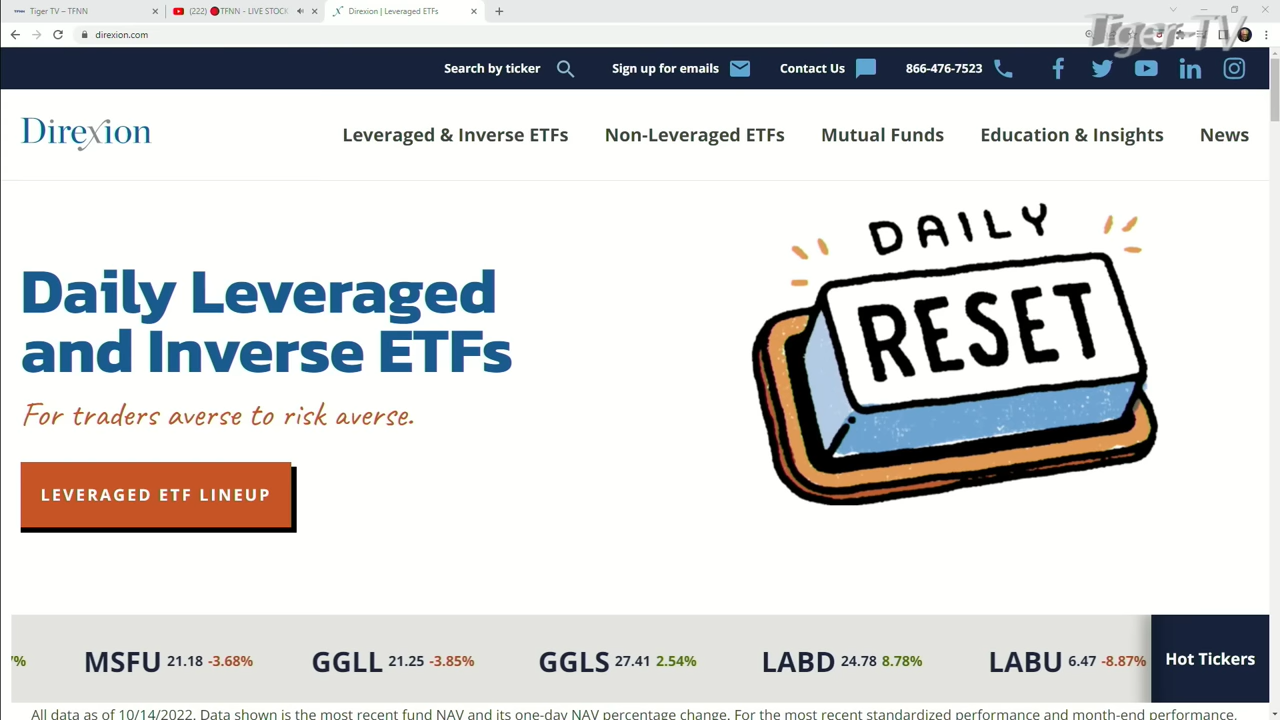 Tiger TV – TFNN
(222) 🔴TFNN - LIVE STOCK
Direxion | Leveraged ETFs
direxion.com
Tiger TV
Search by ticker
Sign up for emails
Contact Us
866-476-7523
Direxion
Leveraged & Inverse ETFs
Non-Leveraged ETFs
Mutual Funds
Education & Insights
News
DAILY
RESET
Daily Leveraged
and Inverse ETFs
For traders averse to risk averse.
LEVERAGED ETF LINEUP
% MSFU 21.18 -3.68% GGLL 21.25 -3.85% GGLS 27.41 2.54% LABD 24.78 8.78% LABU 6.47 -8.87% Hot Tickers
All data as of 10/14/2022. Data shown is the most recent fund NAV and its one-day NAV percentage change. For the most recent standardized performance and month-end performance,